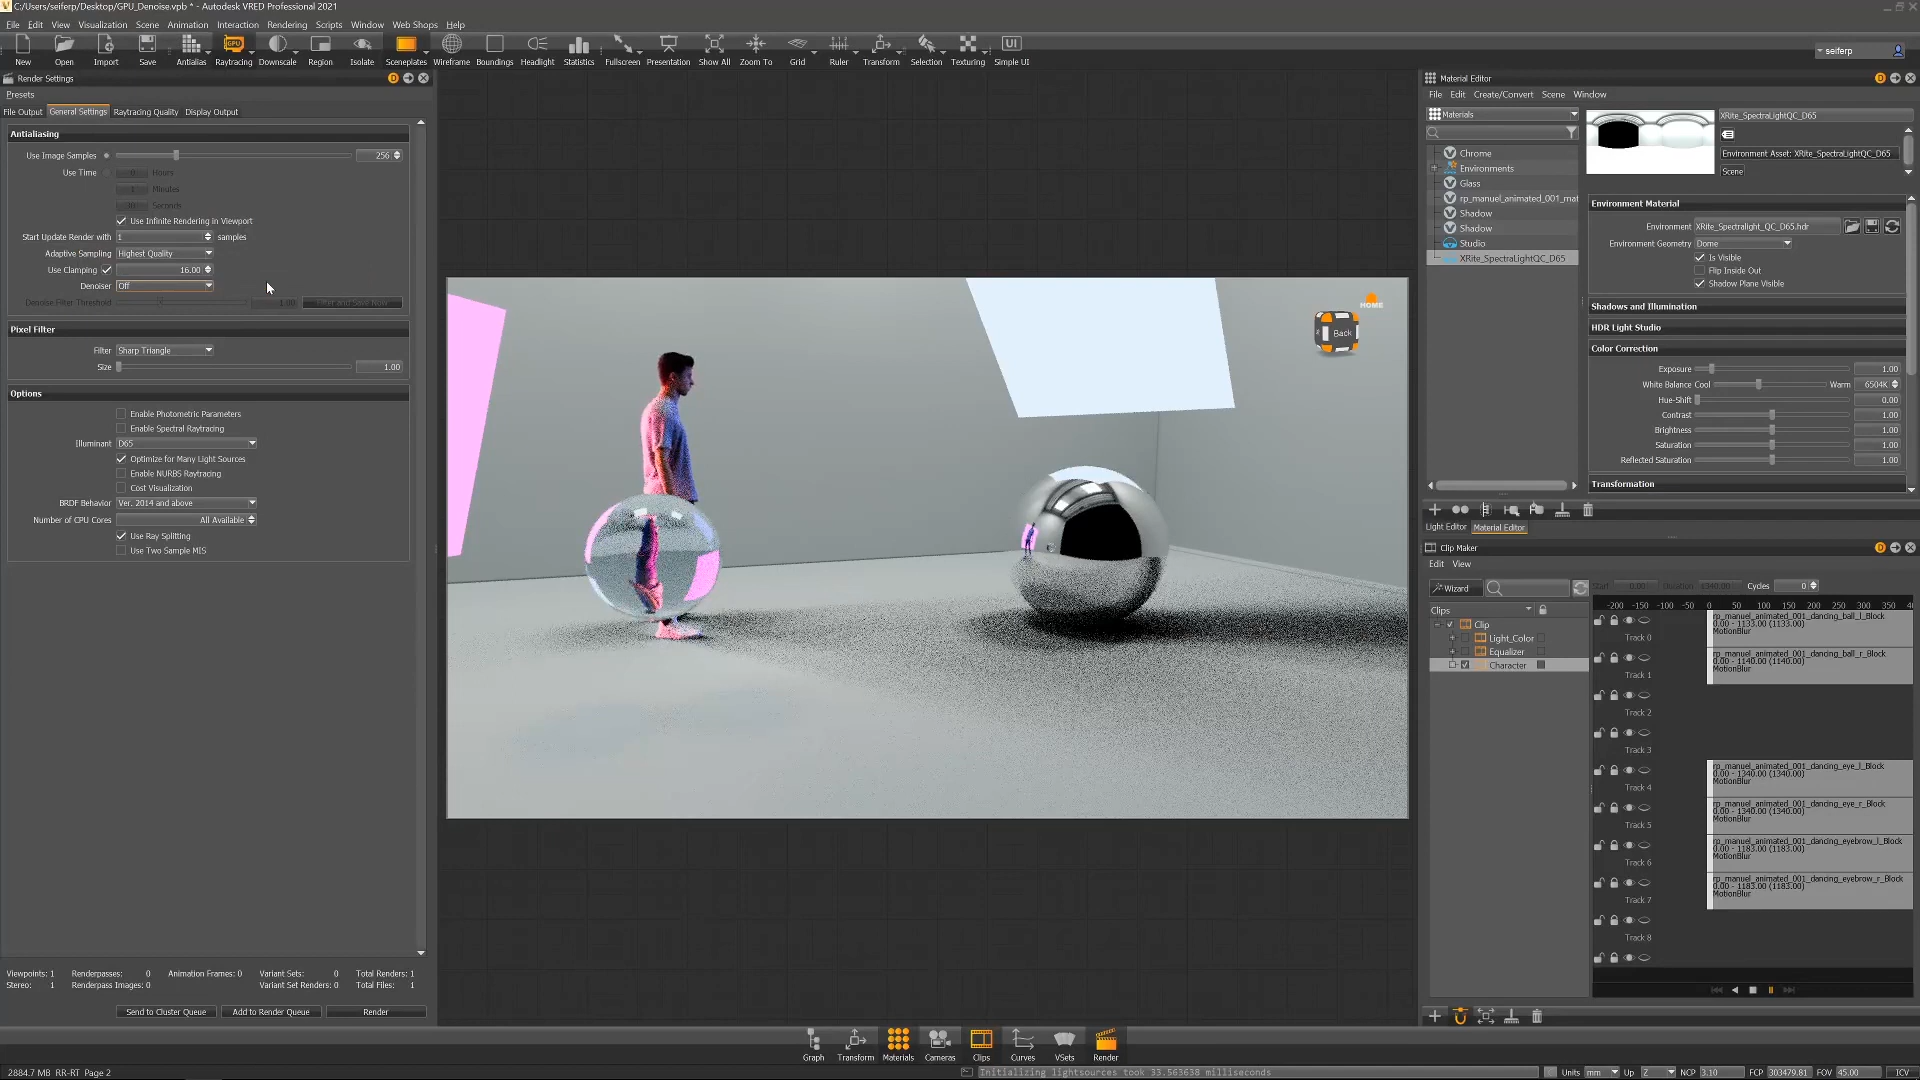 C:/Users/seiferp/Desktop/GPU_Denoise.vpb * - Autodesk VRED Professional 2021
File Edit View Visualization Scene Animation Interaction Rendering Scripts Window Web Shops Help
New Open Import Save Antialias Raytracing Downscale Region Isolate Sceneplates Wireframe Boundings Headlight Statistics Fullscreen Presentation Show All Zoom To Grid Ruler Transform Selection Texturing Simple UI
GPU
UI
seiferp
Render Settings
Presets
File Output General Settings Raytracing Quality Display Output
Antialiasing
Use Image Samples 256
Use Time 0 Hours
1 Minutes
Seconds
Use Infinite Rendering in Viewport
Start Update Render with 1 samples
Adaptive Sampling Highest Quality
Use Clamping 16.00
Denoiser Off
Denoise Filter Threshold 1.00 Filter and Save Now
Pixel Filter
Filter Sharp Triangle
Size 1.00
Options
Enable Photometric Parameters
Enable Spectral Raytracing
Illuminant D65
Optimize for Many Light Sources
Enable NURBS Raytracing
Cost Visualization
BRDF Behavior Ver. 2014 and above
Number of CPU Cores All Available
Use Ray Splitting
Use Two Sample MIS
Viewpoints: 1 Renderpasses: 0 Animation Frames: 0 Variant Sets: 0 Total Renders: 1
Stereo: 1 Renderpass Images: 0 Variant Set Renders: 0 Total Files: 1
Send to Cluster Queue Add to Render Queue Render
HOME
Back
Material Editor
File Edit Create/Convert Scene Window
Materials
Chrome
Environments
Glass
rp_manuel_animated_001_mat
Shadow
Shadow
Studio
XRite_SpectraLightQC_D65
XRite_SpectraLightQC_D65
Environment Asset: XRite_SpectraLightQC_D65
Scene
Environment Material
Environment XRite_Spectralight_QC_D65.hdr
Environment Geometry Dome
Is Visible
Flip Inside Out
Shadow Plane Visible
Shadows and Illumination
HDR Light Studio
Color Correction
Exposure 1.00
White Balance Cool Warm 6504K
Hue-Shift 0.00
Contrast 1.00
Brightness 1.00
Saturation 1.00
Reflected Saturation 1.00
Transformation
Light Editor Material Editor
Clip Maker
Edit View
Wizard Start 0.00 Duration 1340.00 Cycles 0
Clips
Clip
Light_Color
Equalizer
Character
-200 -150 -100 -50 0 50 100 150 200 250 300 350
rp_manuel_animated_001_dancing_ball_l_Block
0.00 - 1133.00 (1133.00)
MotionBlur
Track 0
rp_manuel_animated_001_dancing_ball_r_Block
0.00 - 1140.00 (1140.00)
MotionBlur
Track 1
Track 2
Track 3
rp_manuel_animated_001_dancing_eye_l_Block
0.00 - 1340.00 (1340.00)
MotionBlur
Track 4
rp_manuel_animated_001_dancing_eye_r_Block
0.00 - 1340.00 (1340.00)
MotionBlur
Track 5
rp_manuel_animated_001_dancing_eyebrow_l_Block
0.00 - 1183.00 (1183.00)
MotionBlur
Track 6
rp_manuel_animated_001_dancing_eyebrow_r_Block
0.00 - 1183.00 (1183.00)
MotionBlur
Track 7
Track 8
Graph Transform Materials Cameras Clips Curves VSets Render
2884.7 MB RR-RT Page 2
Initializing lightsources took 33.563638 milliseconds
Units mm Up Z NCP 3.10 FCP 303479.81 FOV 45.00 ICV